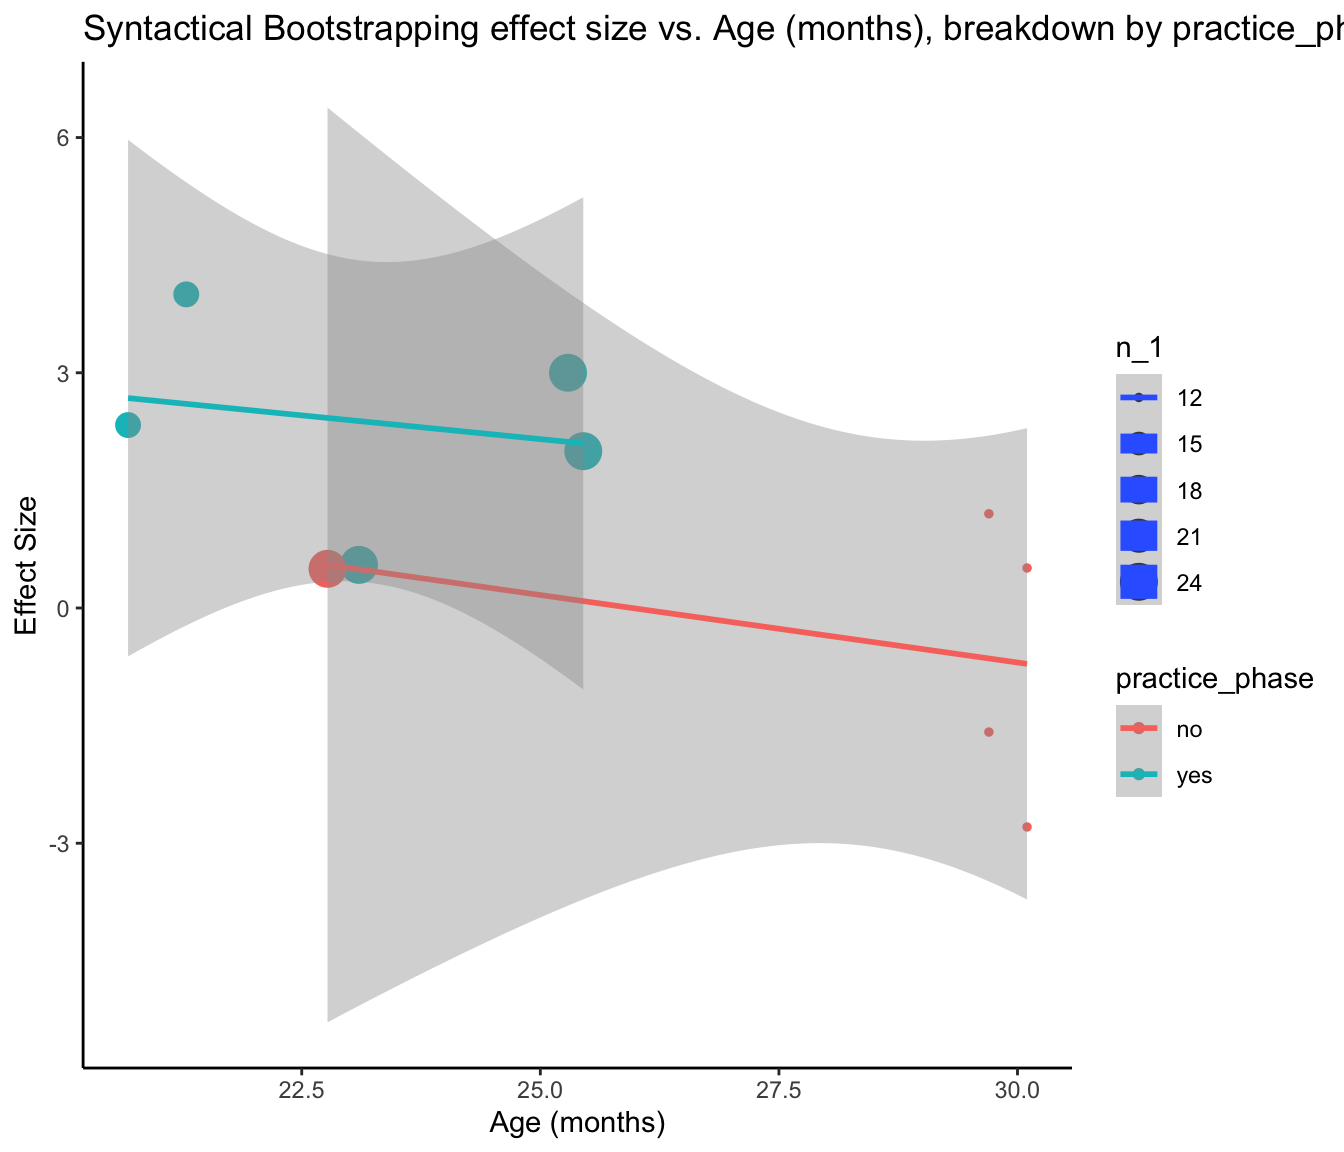 Syntactical Bootstrapping effect size vs. Age (months), breakdown by practice_ph
Effect Size
6
3
0
-3
22.5
25.0
27.5
30.0
Age (months)
n_1
12
15
18
21
24
practice_phase
no
yes